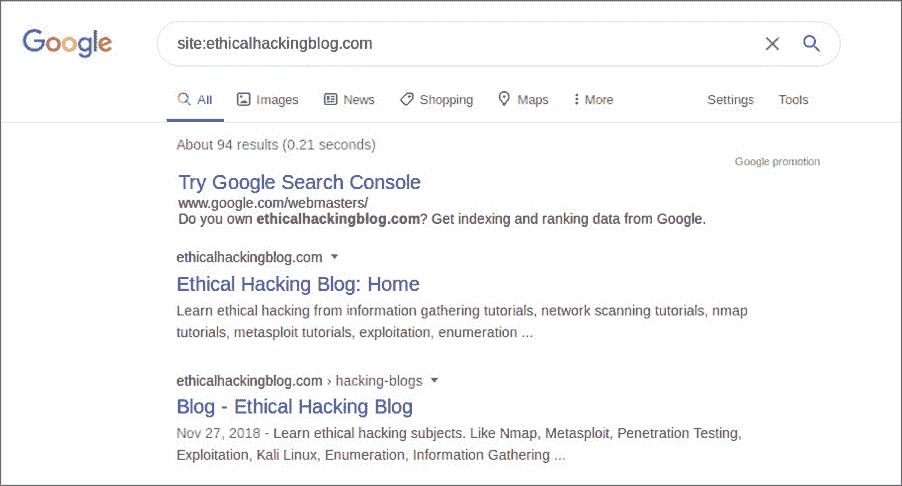 Google
site:ethicalhackingblog.com
All Images News Shopping Maps More Settings Tools
About 94 results (0.21 seconds)
Google promotion
Try Google Search Console
www.google.com/webmasters/
Do you own ethicalhackingblog.com? Get indexing and ranking data from Google.
ethicalhackingblog.com
Ethical Hacking Blog: Home
Learn ethical hacking from information gathering tutorials, network scanning tutorials, nmap
tutorials, metasploit tutorials, exploitation, enumeration ...
ethicalhackingblog.com › hacking-blogs
Blog - Ethical Hacking Blog
Nov 27, 2018 - Learn ethical hacking subjects. Like Nmap, Metasploit, Penetration Testing,
Exploitation, Kali Linux, Enumeration, Information Gathering ...